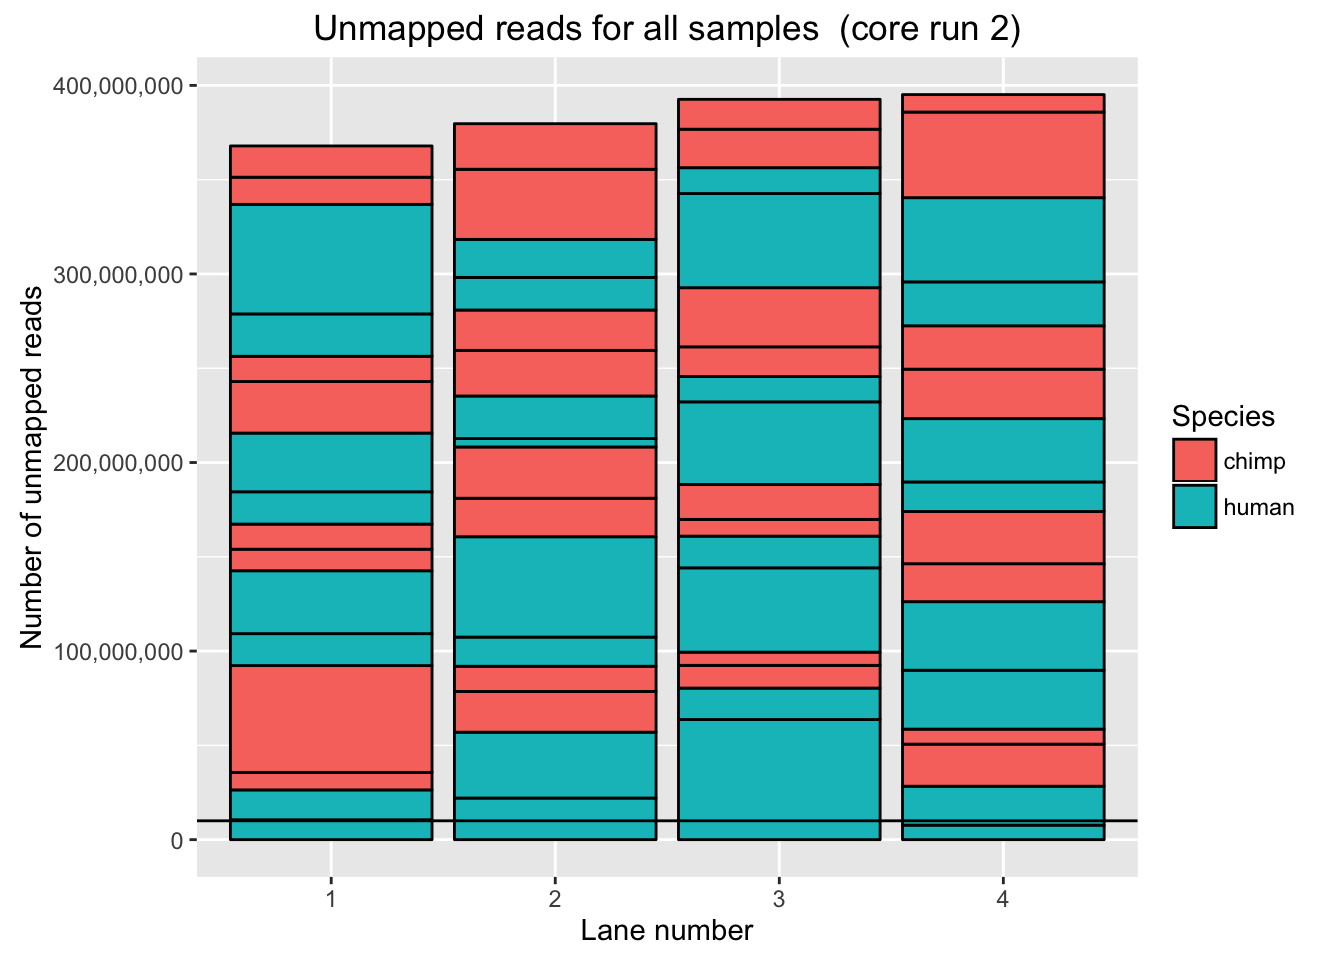 Unmapped reads for all samples  (core run 2)
Number of unmapped reads
400,000,000
300,000,000
200,000,000
100,000,000
0
1 2 3 4
Lane number
Species
chimp
human